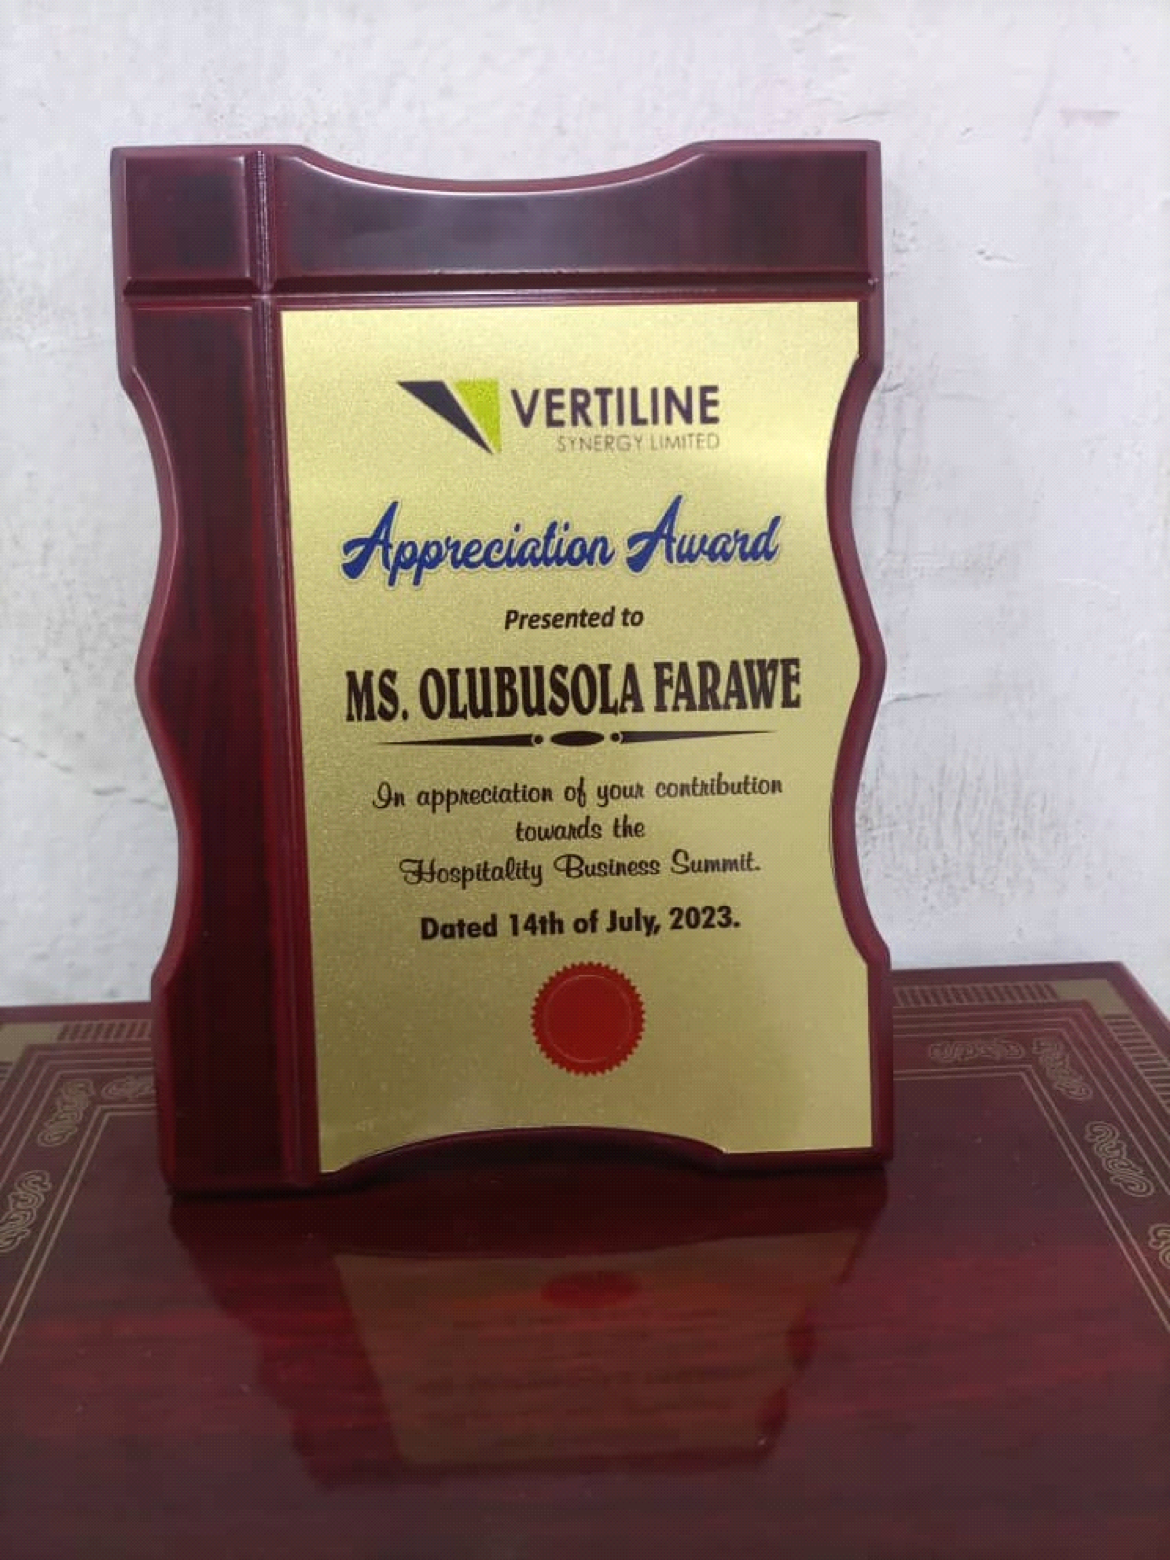 VERTILINE
SYNERGY LIMITED
Appreciation Award
Presented to
MS. OLUBUSOLA FARAWE
In appreciation of your contribution
towards the
Hospitality Business Summit.
Dated 14th of July, 2023.